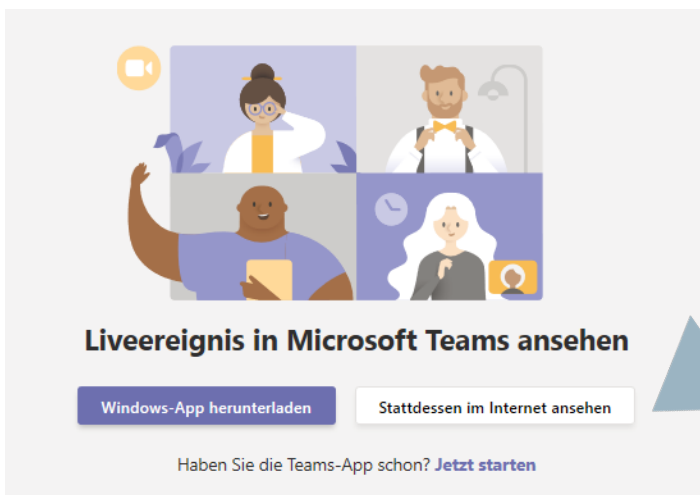 Liveereignis in Microsoft Teams ansehen
Windows-App herunterladen
Stattdessen im Internet ansehen
Haben Sie die Teams-App schon? Jetzt starten